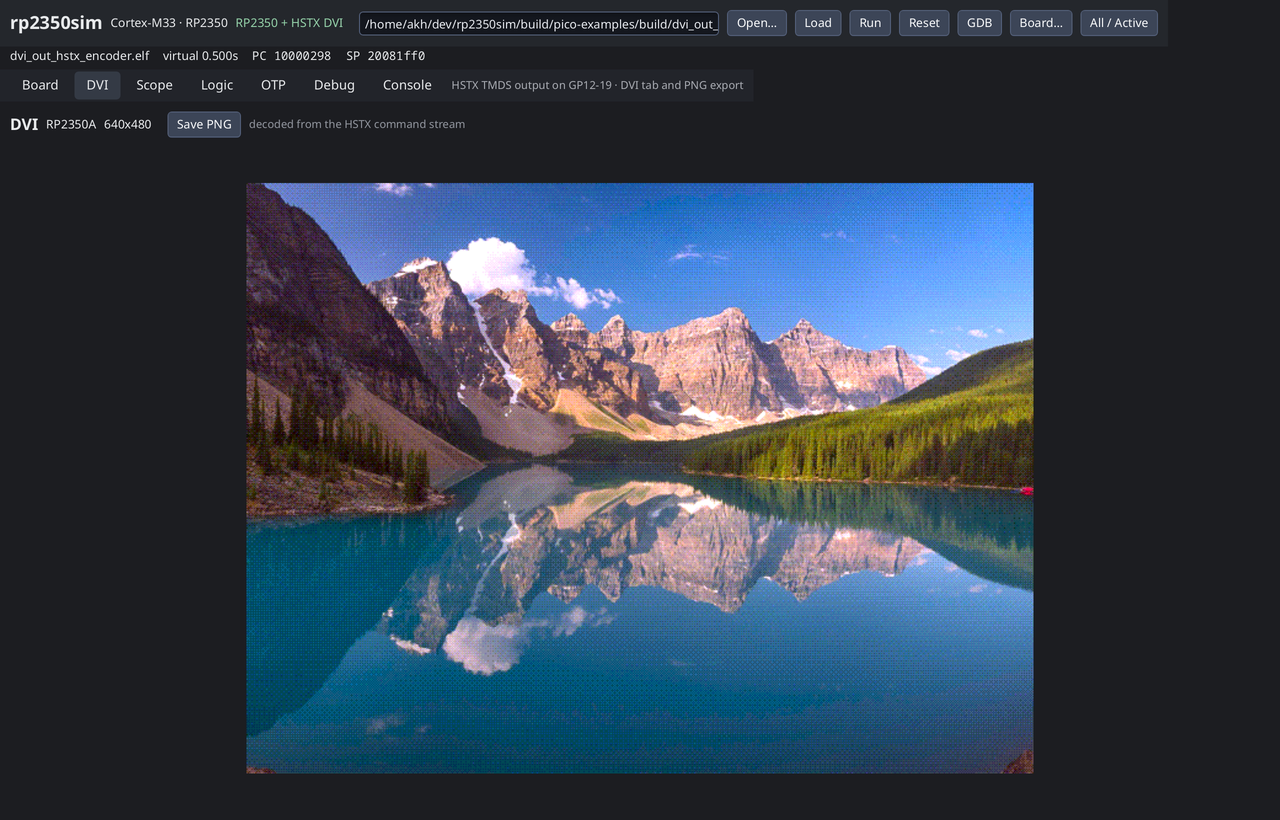 rp2350sim Cortex-M33 · RP2350 RP2350 + HSTX DVI /home/akh/dev/rp2350sim/build/pico-examples/build/dvi_out_ Open... Load Run Reset GDB Board... All / Active
dvi_out_hstx_encoder.elf virtual 0.500s PC 10000298 SP 20081ff0
Board DVI Scope Logic OTP Debug Console HSTX TMDS output on GP12-19 · DVI tab and PNG export
DVI RP2350A 640x480 Save PNG decoded from the HSTX command stream